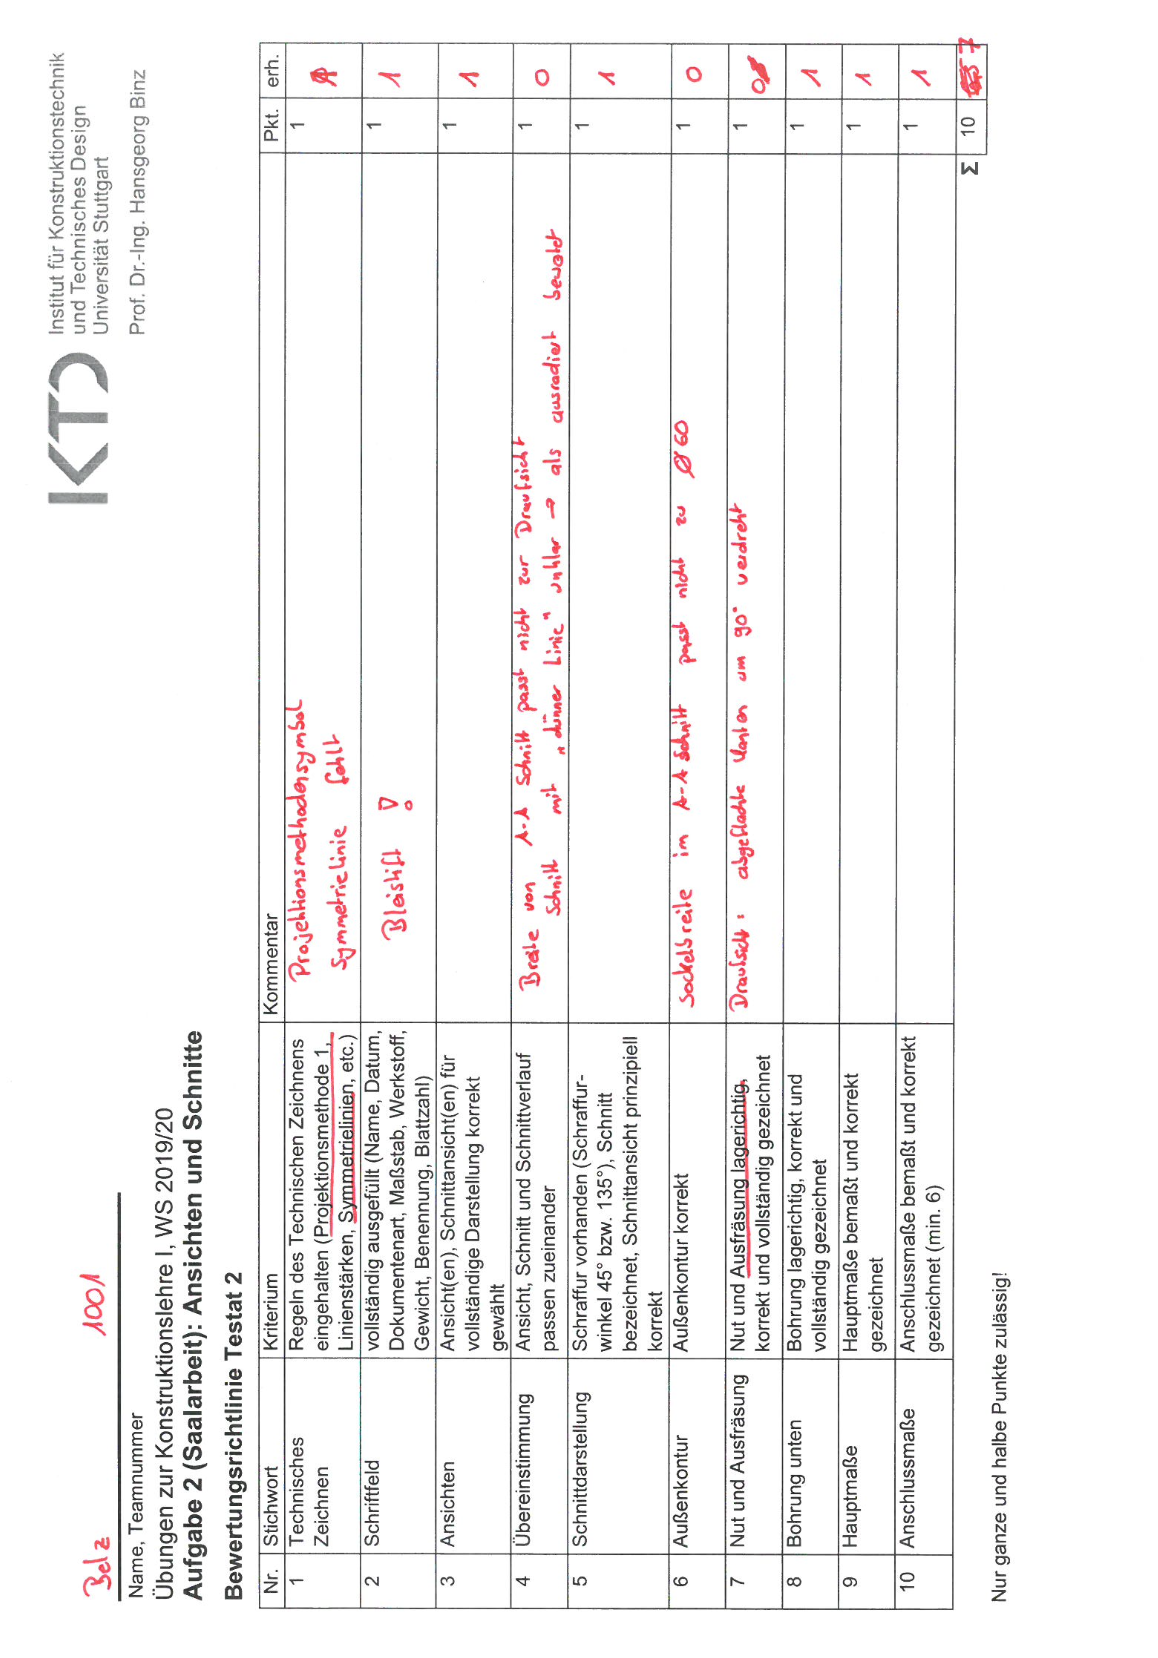 KTD
Institut für Konstruktionstechnik
und Technisches Design
Universität Stuttgart
Prof. Dr.-Ing. Hansgeorg Binz
Belz 1001
Name, Teamnummer
Übungen zur Konstruktionslehre I, WS 2019/20
Aufgabe 2 (Saalarbeit): Ansichten und Schnitte
Bewertungsrichtlinie Testat 2
Nr. Stichwort Kriterium Kommentar Pkt. erh.
1 Technisches Zeichnen
Regeln des Technischen Zeichnens
eingehalten (Projektionsmethode 1,
Linienstärken, Symmetrielinien, etc.)
Projektionsmethodensymbol
Symmetrielinie fehlt
1
2 Schriftfeld
vollständig ausgefüllt (Name, Datum,
Dokumentenart, Maßstab, Werkstoff,
Gewicht, Benennung, Blattzahl)
Bleistift !
1 1
3 Ansichten
Ansicht(en), Schnittansicht(en) für
vollständige Darstellung korrekt
gewählt
1 1
4 Übereinstimmung
Ansicht, Schnitt und Schnittverlauf
passen zueinander
Breite von A-A Schnitt passt nicht zur Draufsicht
Schnitt mit „dünner Linie" unklar → als ausradiert bewertet
1 0
5 Schnittdarstellung
Schraffur vorhanden (Schraffur-
winkel 45° bzw. 135°), Schnitt
bezeichnet, Schnittansicht prinzipiell
korrekt
1 1
6 Außenkontur
Außenkontur korrekt
Sockelbreite im A-A Schnitt passt nicht zu Ø60
1 0
7 Nut und Ausfräsung
Nut und Ausfräsung lagerichtig,
korrekt und vollständig gezeichnet
Draufsicht: abgeflachte Kanten um 90° verdreht
1 0
8 Bohrung unten
Bohrung lagerichtig, korrekt und
vollständig gezeichnet
1 1
9 Hauptmaße
Hauptmaße bemaßt und korrekt
gezeichnet
1 1
10 Anschlussmaße
Anschlussmaße bemaßt und korrekt
gezeichnet (min. 6)
1 1
Σ 10 7
Nur ganze und halbe Punkte zulässig!